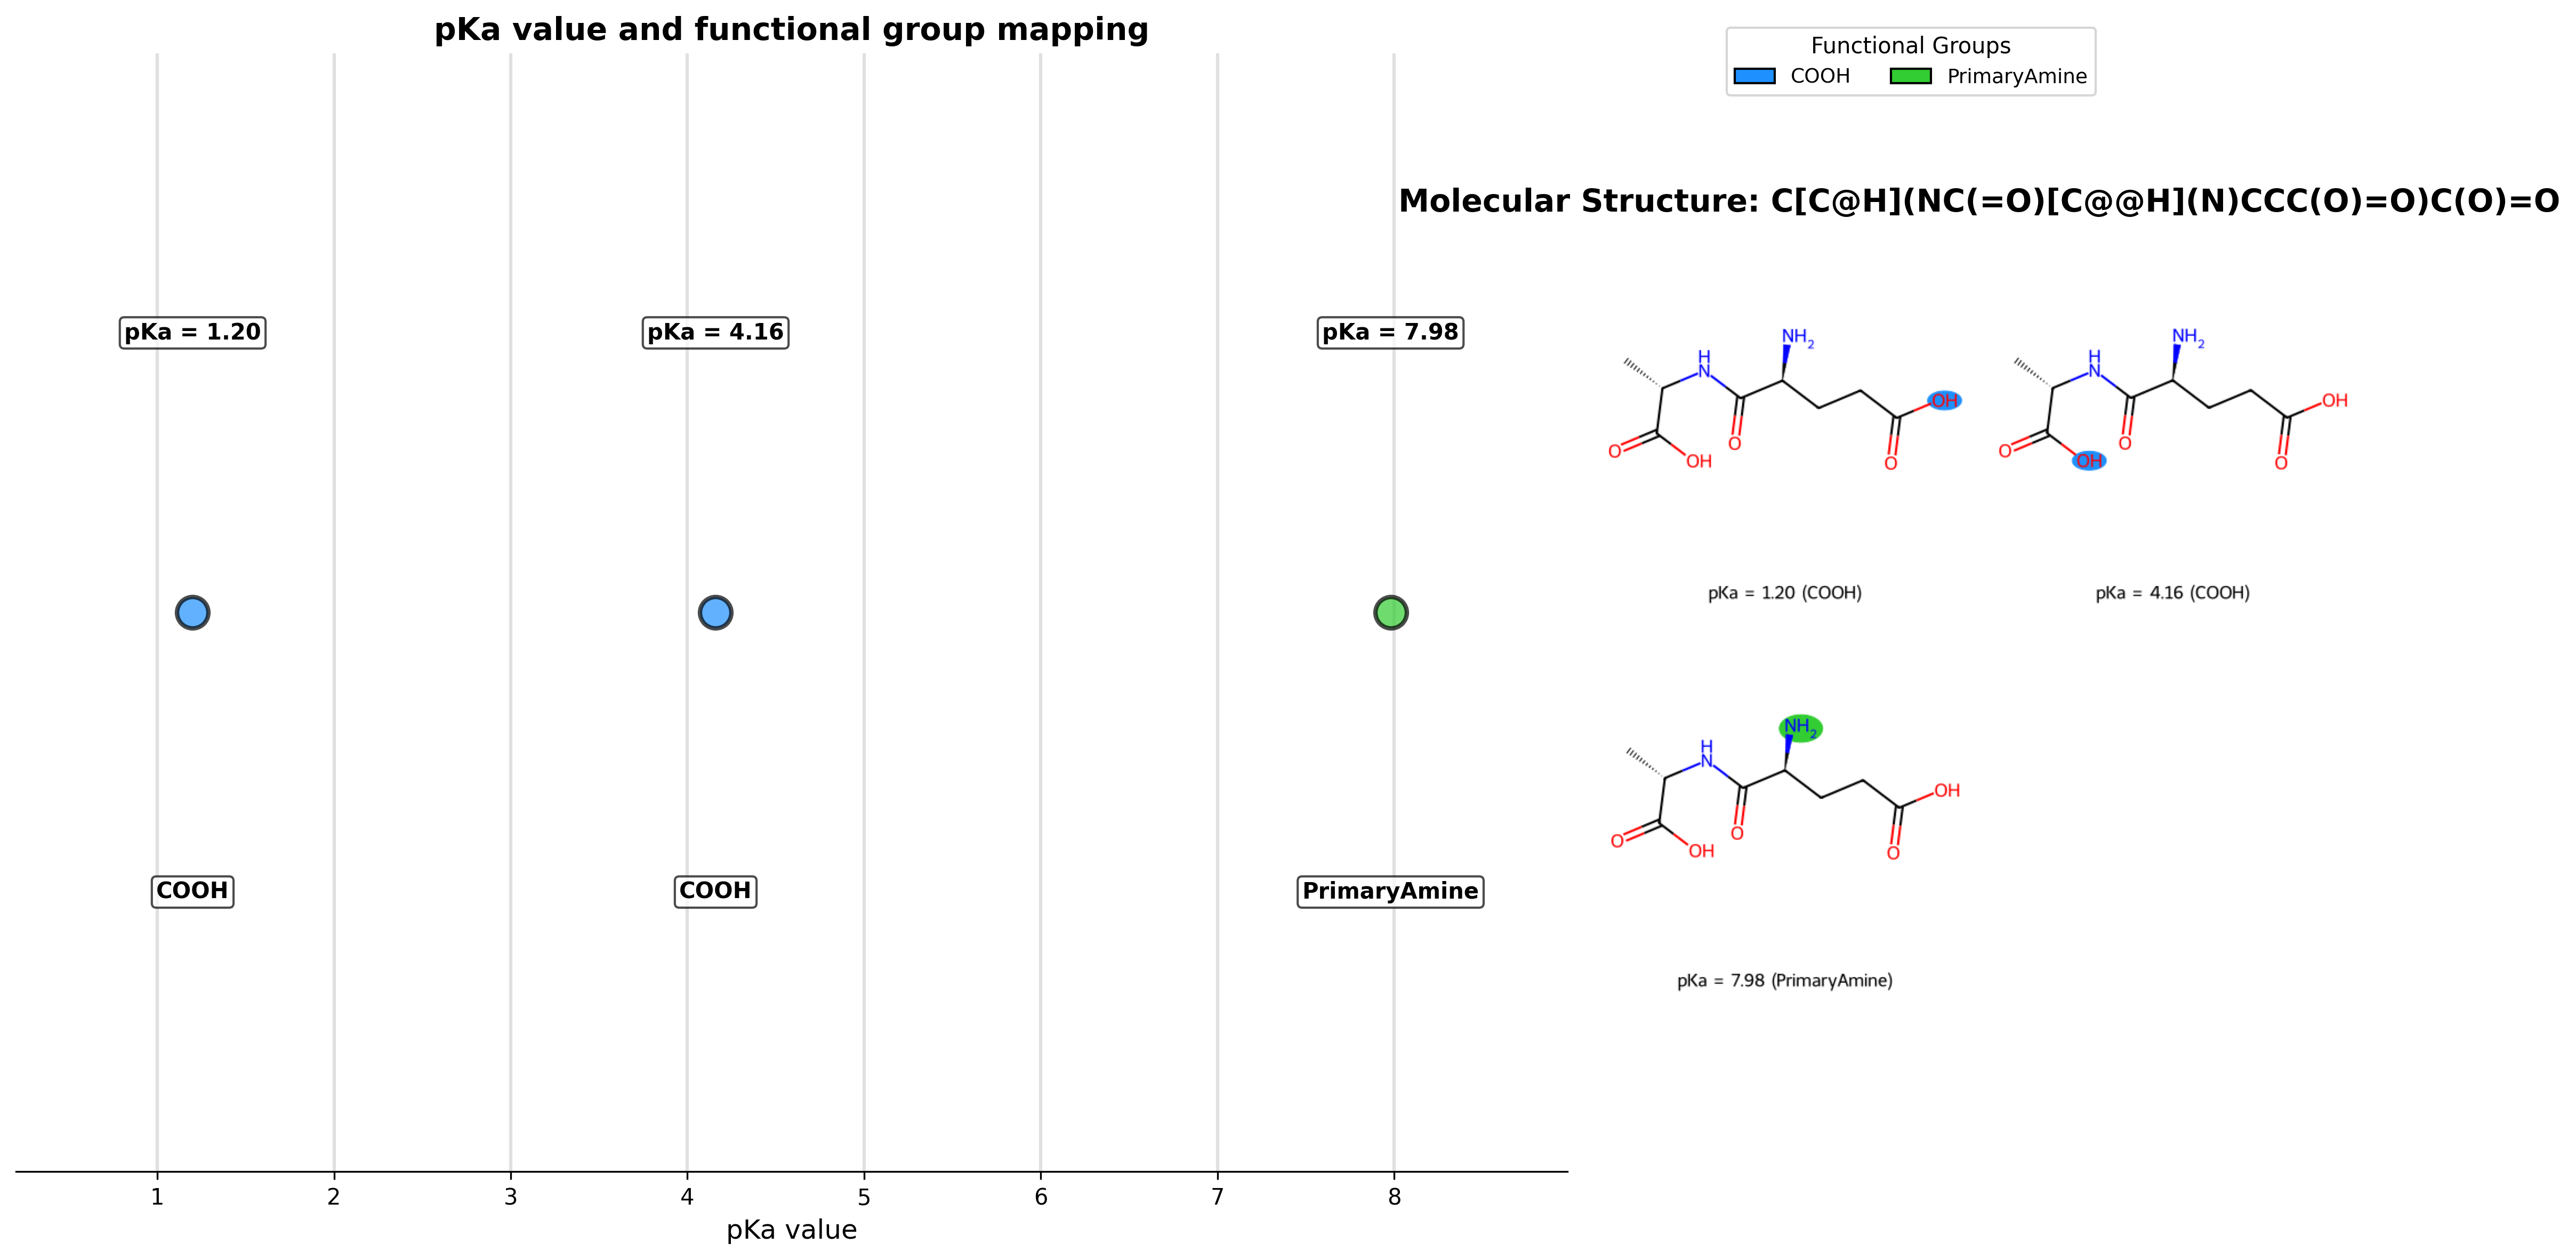 pKa value and functional group mapping
pKa = 1.20
pKa = 4.16
pKa = 7.98
COOH
COOH
PrimaryAmine
1 2 3 4 5 6 7 8
pKa value
Functional Groups
COOH PrimaryAmine
Molecular Structure: C[C@H](NC(=O)[C@@H](N)CCC(O)=O)C(O)=O
NH2
H
N
OH
O
O
OH
O
pKa = 1.20 (COOH)
NH2
H
N
OH
O
O
OH
O
pKa = 4.16 (COOH)
NH2
H
N
OH
O
O
OH
O
pKa = 7.98 (PrimaryAmine)